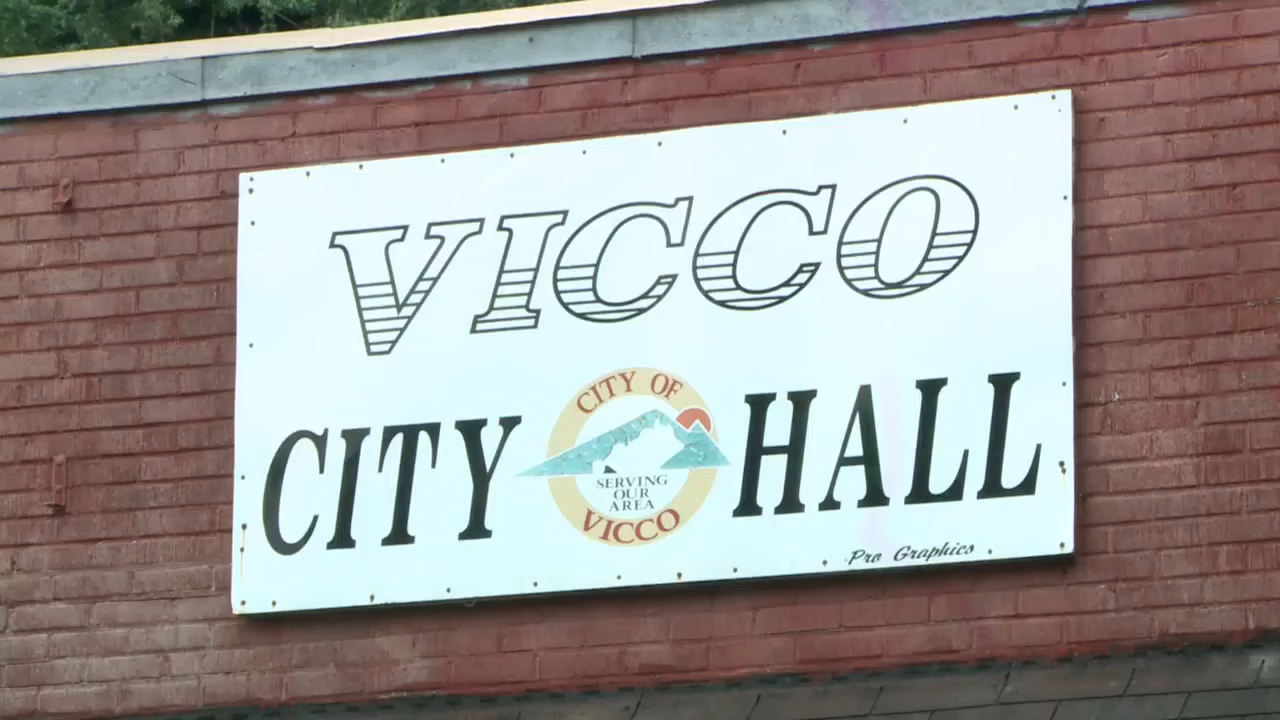 VICCO
CITY HALL
CITY OF
SERVING
OUR
AREA
VICCO
Pro Graphics